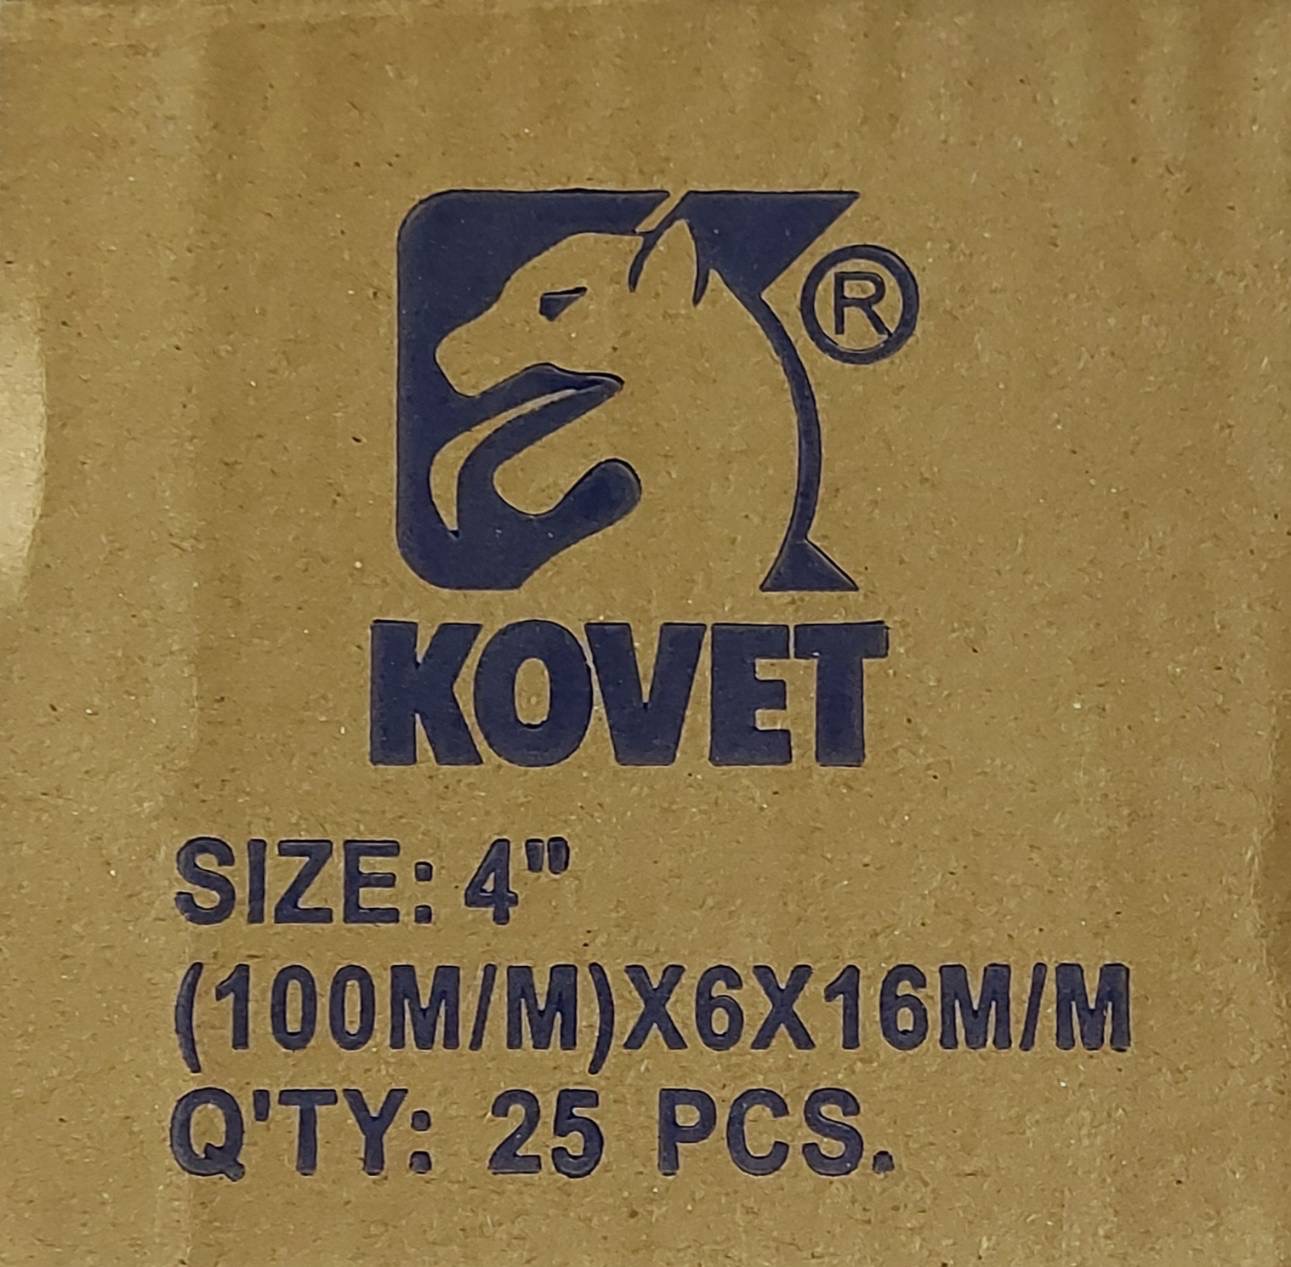 ®
KOVET
SIZE: 4"
(100M/M)X6X16M/M
Q'TY: 25 PCS.